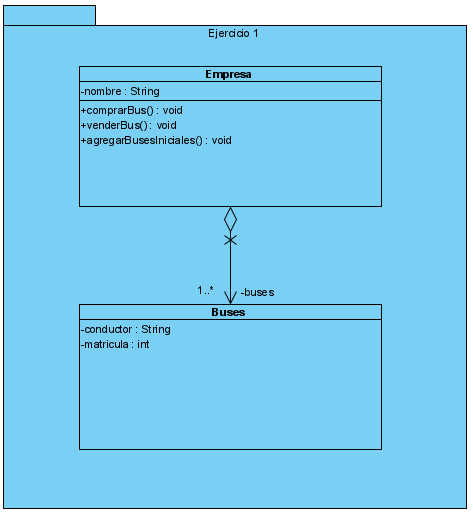 Ejercicio 1
Empresa
-nombre : String
+comprarBus() : void
+venderBus() : void
+agregarBusesIniciales() : void
1..*
-buses
Buses
-conductor : String
-matricula : int